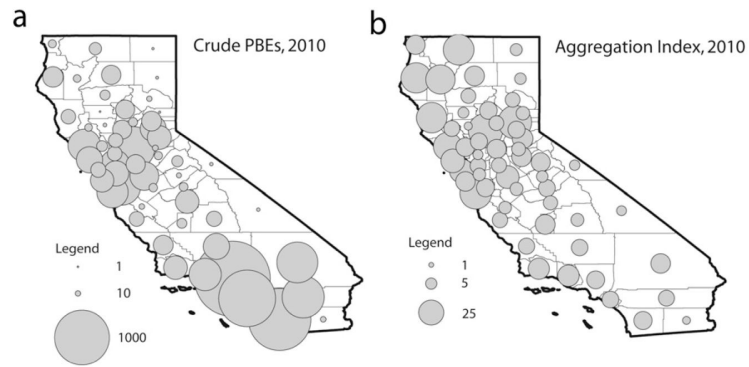 a
Crude PBEs, 2010
Legend
1
10
1000
b
Aggregation Index, 2010
Legend
1
5
25